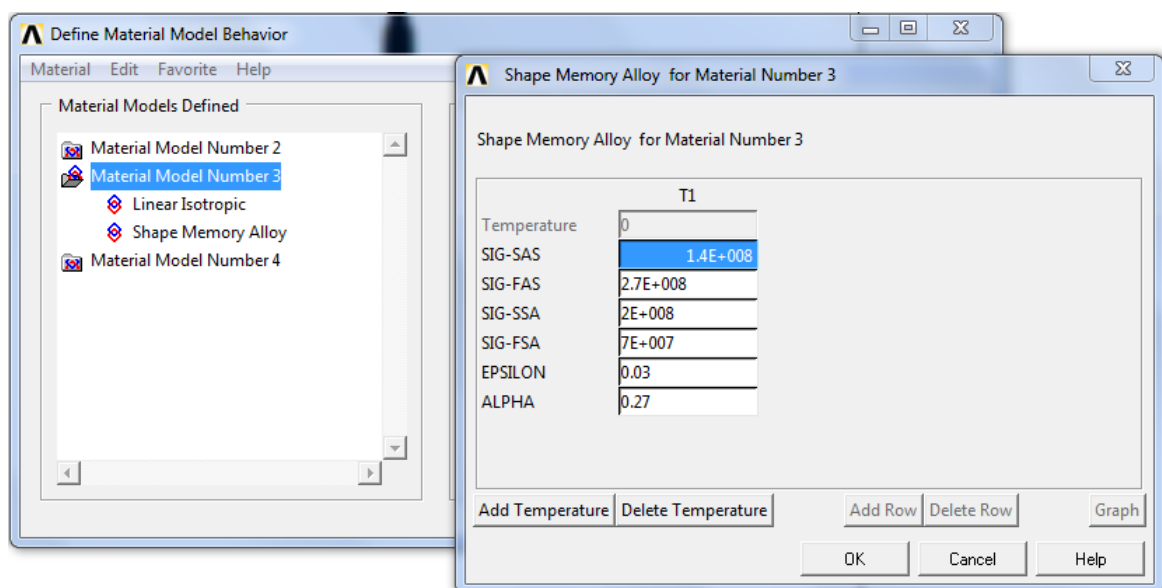 Define Material Model Behavior
Material Edit Favorite Help
Material Models Defined
Material Model Number 2
Material Model Number 3
Linear Isotropic
Shape Memory Alloy
Material Model Number 4
Shape Memory Alloy for Material Number 3
Shape Memory Alloy for Material Number 3
T1
Temperature 0
SIG-SAS 1.4E+008
SIG-FAS 2.7E+008
SIG-SSA 2E+008
SIG-FSA 7E+007
EPSILON 0.03
ALPHA 0.27
Add Temperature Delete Temperature Add Row Delete Row Graph
OK Cancel Help